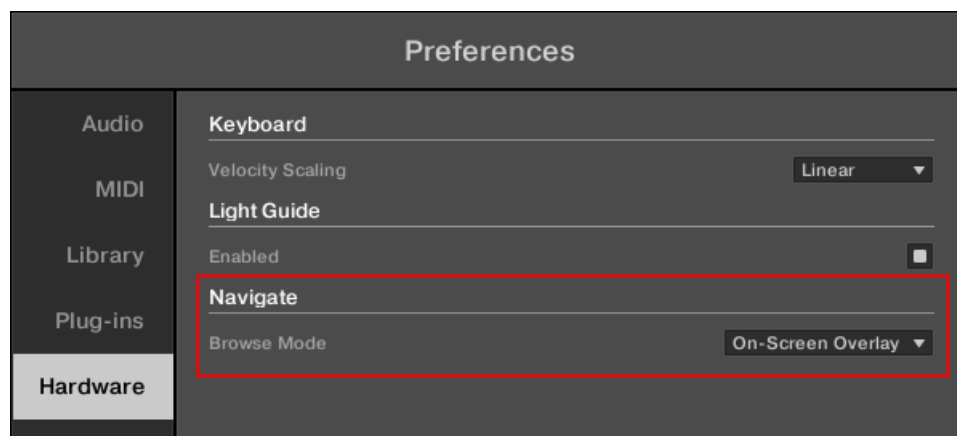 Preferences
Audio
MIDI
Library
Plug-ins
Hardware
Keyboard
Velocity Scaling Linear
Light Guide
Enabled
Navigate
Browse Mode On-Screen Overlay